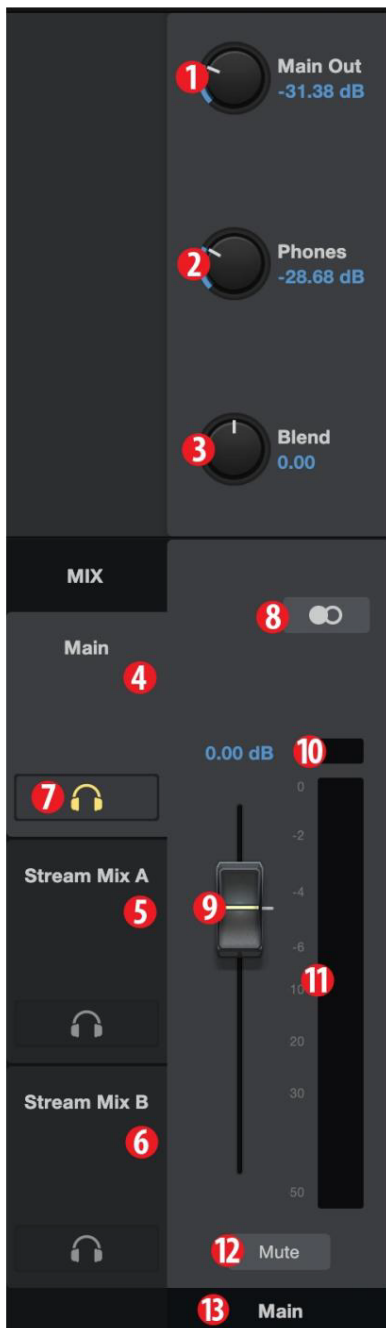 1 Main Out
-31.38 dB
2 Phones
-28.68 dB
3 Blend
0.00
MIX
8
Main
4
0.00 dB 10
7
0
-2
Stream Mix A
5
-4
9
-6
11
10
20
Stream Mix B
30
6
50
12 Mute
13 Main